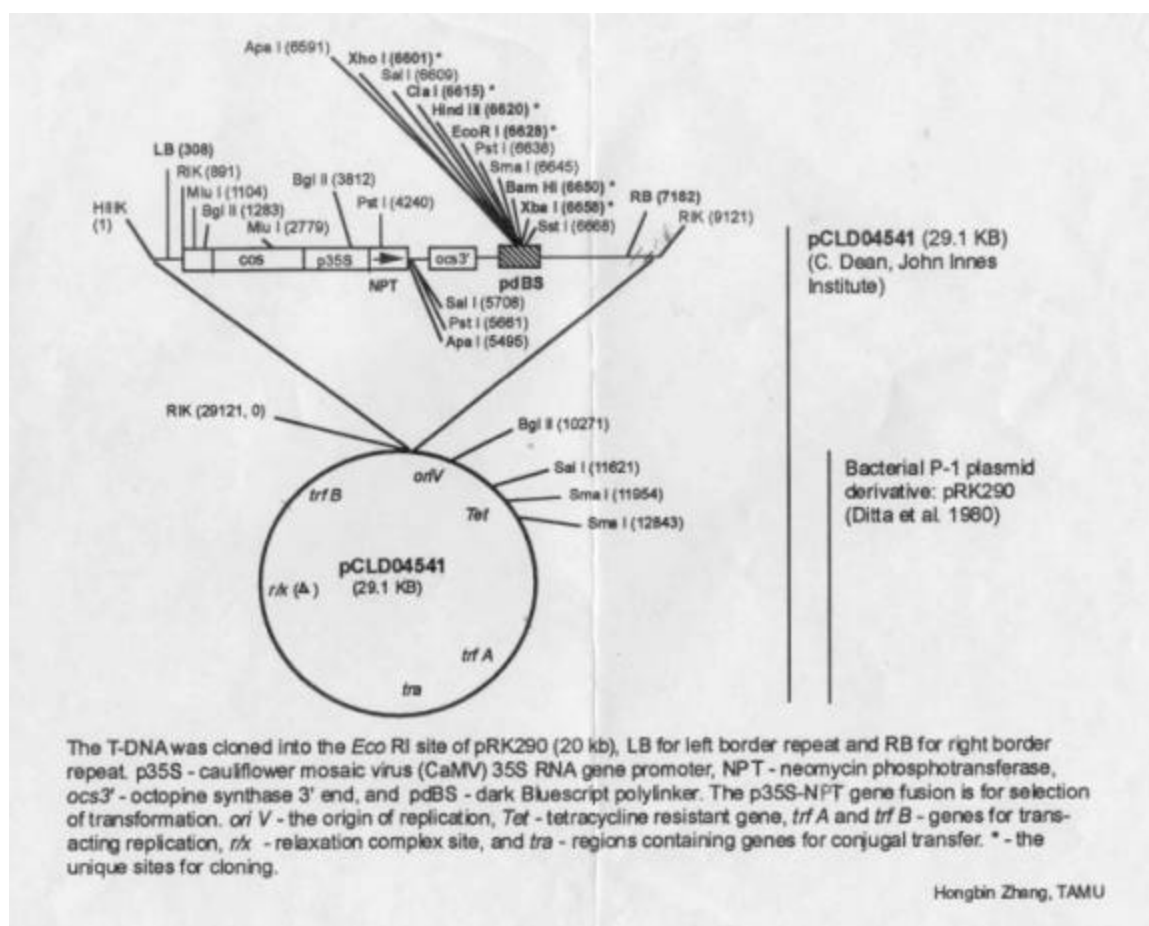 Apa I (6591)
Xho I (6601) *
Sal I (6609)
Cla I (6615) *
Hind III (6620) *
EcoR I (6628) *
Pst I (6638)
Sma I (6645)
Bam HI (6650) *
Xba I (6658) *
Sst I (6668)
LB (308)
RIK (891)
Mlu I (1104)
Bgl II (1283)
Mlu I (2779)
Bgl II (3812)
Pst I (4240)
RB (7182)
RIK (9121)
HIIIK
(1)
cos
p35S
NPT
ocs3'
pdBS
Sal I (5708)
Pst I (5661)
Apa I (5495)
pCLD04541 (29.1 KB)
(C. Dean, John Innes
Institute)
RIK (29121, 0)
Bgl II (10271)
Sal I (11621)
Sma I (11954)
Sma I (12843)
oriV
trf B
Tet
pCLD04541
(29.1 KB)
r/x (Δ)
trf A
tra
Bacterial P-1 plasmid
derivative: pRK290
(Ditta et al. 1980)
The T-DNA was cloned into the Eco RI site of pRK290 (20 kb), LB for left border repeat and RB for right border
repeat. p35S - cauliflower mosaic virus (CaMV) 35S RNA gene promoter, NPT - neomycin phosphotransferase,
ocs3' - octopine synthase 3' end, and pdBS - dark Bluescript polylinker. The p35S-NPT gene fusion is for selection
of transformation. ori V - the origin of replication, Tet - tetracycline resistant gene, trf A and trf B - genes for trans-
acting replication, r/x - relaxation complex site, and tra - regions containing genes for conjugal transfer. * - the
unique sites for cloning.
Hongbin Zhang, TAMU